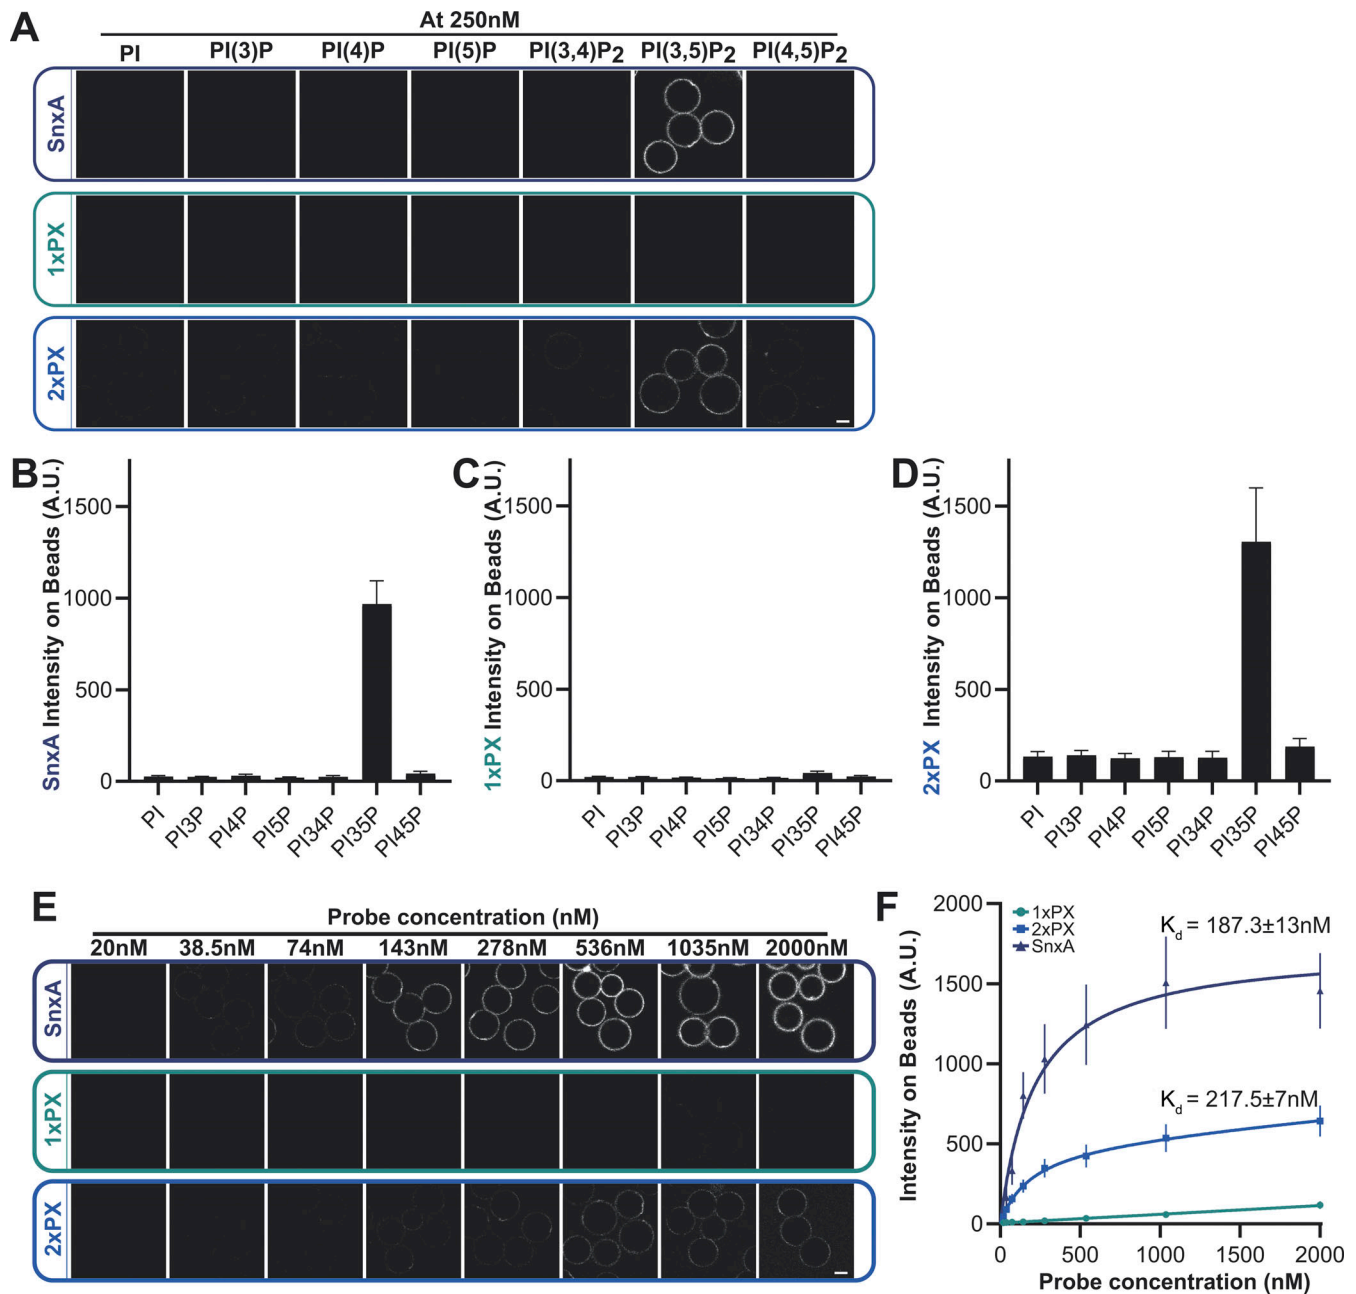 A
At 250nM
PI PI(3)P PI(4)P PI(5)P PI(3,4)P2 PI(3,5)P2 PI(4,5)P2
SnxA
1xPX
2xPX
B
SnxA Intensity on Beads (A.U.)
1500
1000
500
0
PI PI3P PI4P PI5P PI34P PI35P PI45P
C
1xPX Intensity on Beads (A.U.)
1500
1000
500
0
PI PI3P PI4P PI5P PI34P PI35P PI45P
D
2xPX Intensity on Beads (A.U.)
1500
1000
500
0
PI PI3P PI4P PI5P PI34P PI35P PI45P
E
Probe concentration (nM)
20nM 38.5nM 74nM 143nM 278nM 536nM 1035nM 2000nM
SnxA
1xPX
2xPX
F
Intensity on Beads (A.U.)
2000
1500
1000
500
0
1xPX
2xPX
SnxA
Kd = 187.3±13nM
Kd = 217.5±7nM
0 500 1000 1500 2000
Probe concentration (nM)